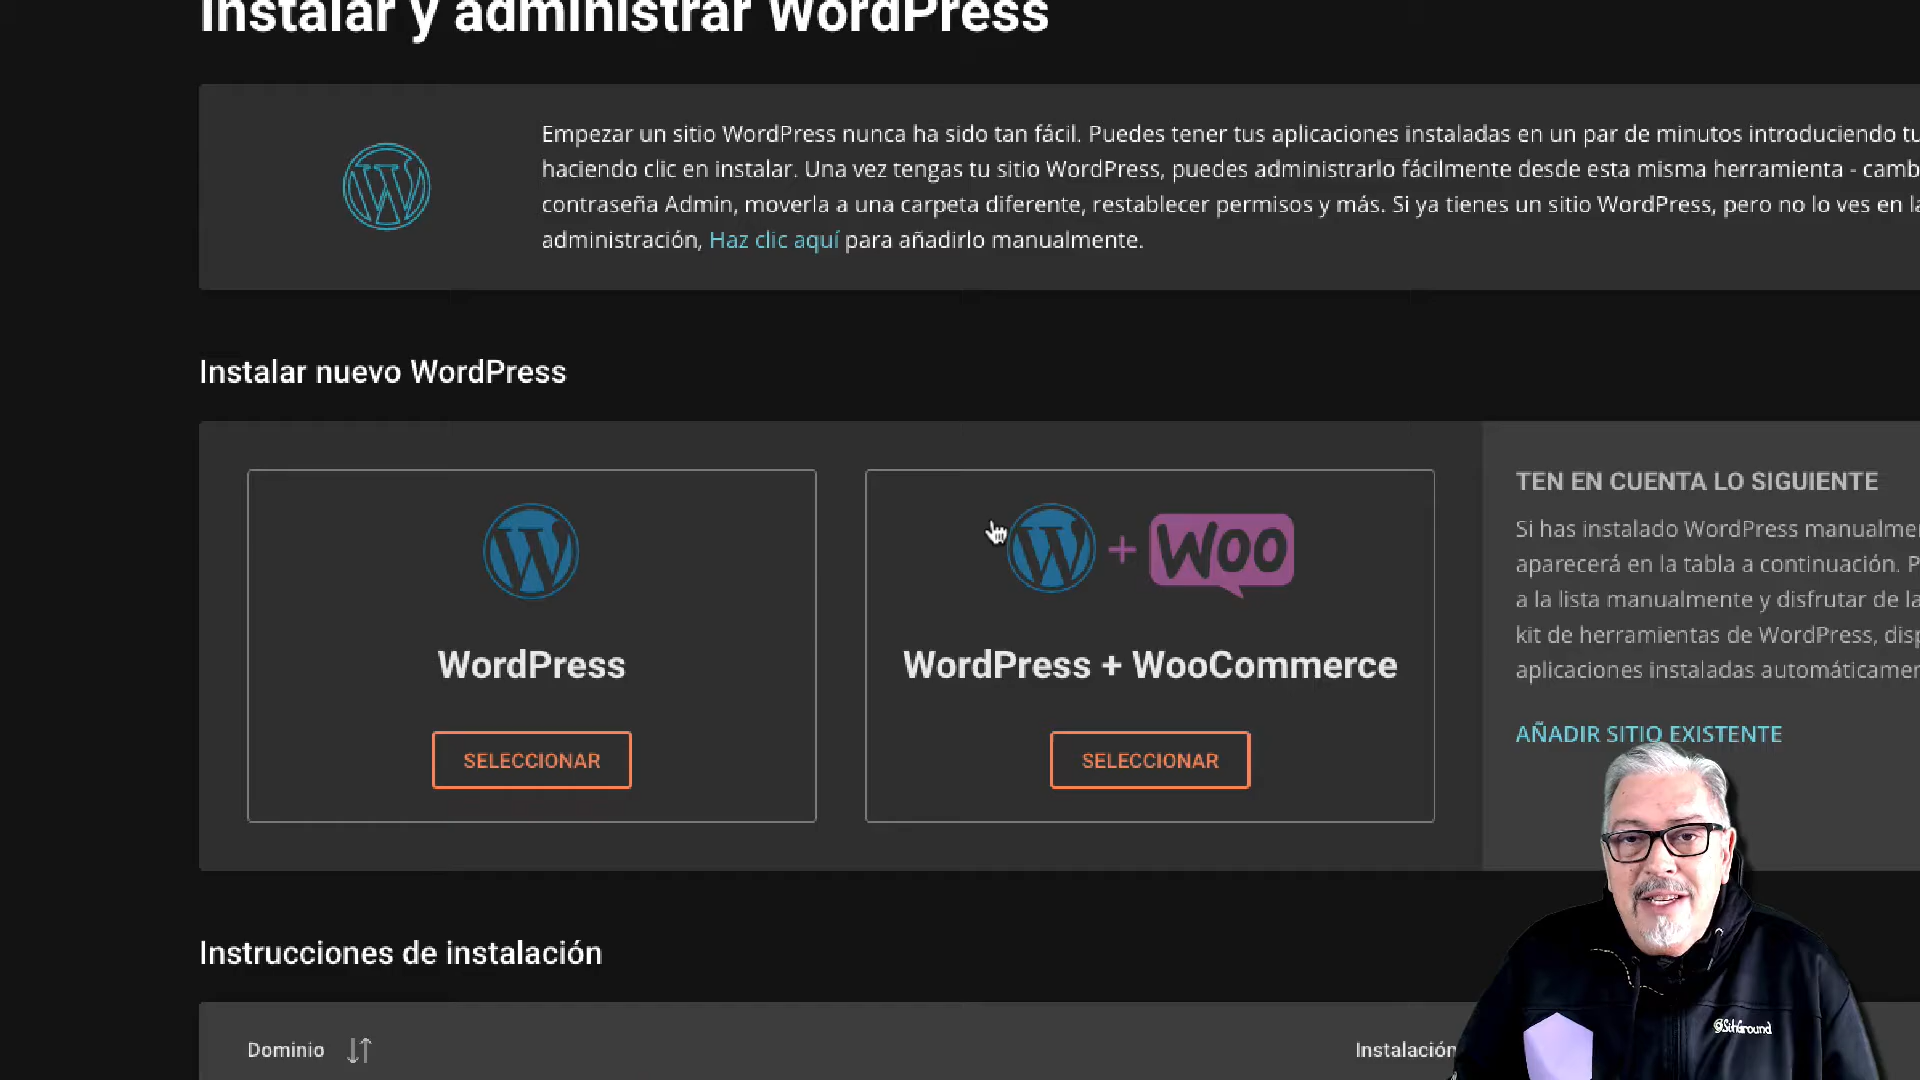 Instalar y administrar WordPress
Empezar un sitio WordPress nunca ha sido tan fácil. Puedes tener tus aplicaciones instaladas en un par de minutos introduciendo tu
haciendo clic en instalar. Una vez tengas tu sitio WordPress, puedes administrarlo fácilmente desde esta misma herramienta - camb
contraseña Admin, moverla a una carpeta diferente, restablecer permisos y más. Si ya tienes un sitio WordPress, pero no lo ves en la
administración, Haz clic aquí para añadirlo manualmente.
Instalar nuevo WordPress
WOO
WordPress
SELECCIONAR
WordPress + WooCommerce
SELECCIONAR
TEN EN CUENTA LO SIGUIENTE
Si has instalado WordPress manualme
aparecerá en la tabla a continuación. P
a la lista manualmente y disfrutar de la
kit de herramientas de WordPress, disp
aplicaciones instaladas automáticamen
AÑADIR SITIO EXISTENTE
Instrucciones de instalación
Dominio
Instalación
SiteGround